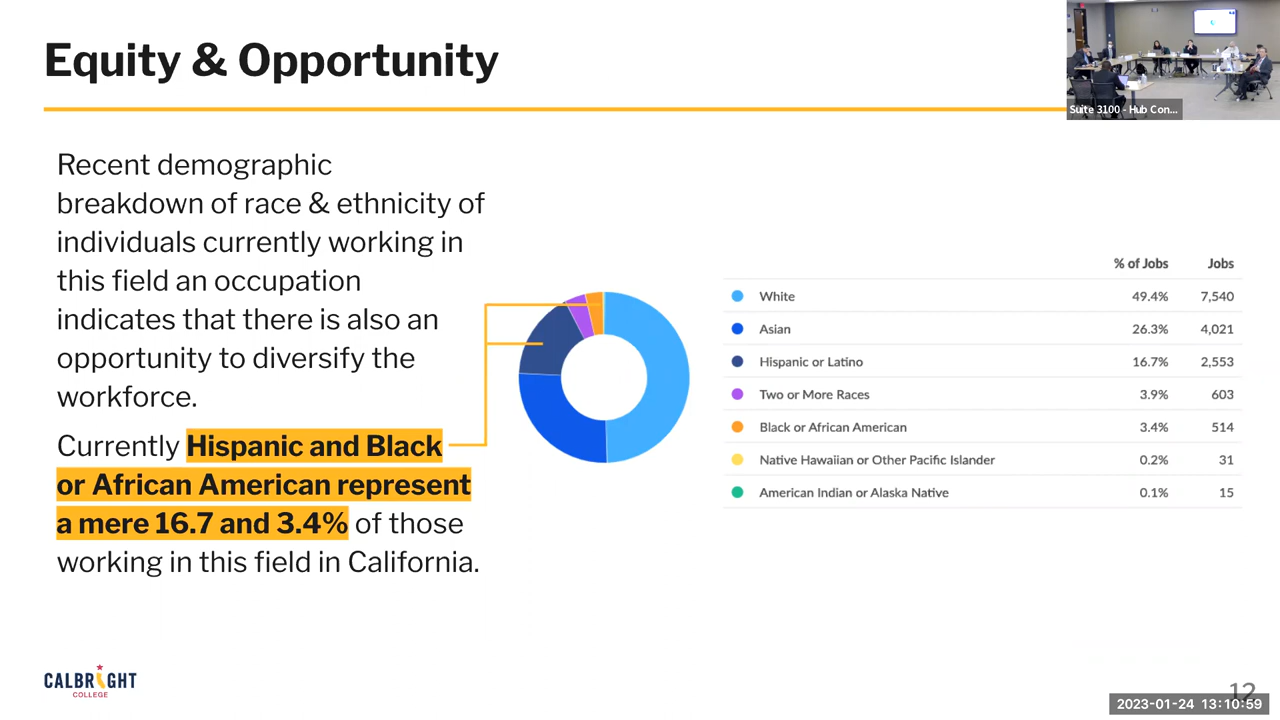 Equity & Opportunity
Suite 3100 - Hub Con...
Recent demographic
breakdown of race & ethnicity of
individuals currently working in
this field an occupation
indicates that there is also an
opportunity to diversify the
workforce.
Currently Hispanic and Black
or African American represent
a mere 16.7 and 3.4% of those
working in this field in California.
% of Jobs Jobs
White 49.4% 7,540
Asian 26.3% 4,021
Hispanic or Latino 16.7% 2,553
Two or More Races 3.9% 603
Black or African American 3.4% 514
Native Hawaiian or Other Pacific Islander 0.2% 31
American Indian or Alaska Native 0.1% 15
CALBRIGHT
COLLEGE
12
2023-01-24 13:10:59